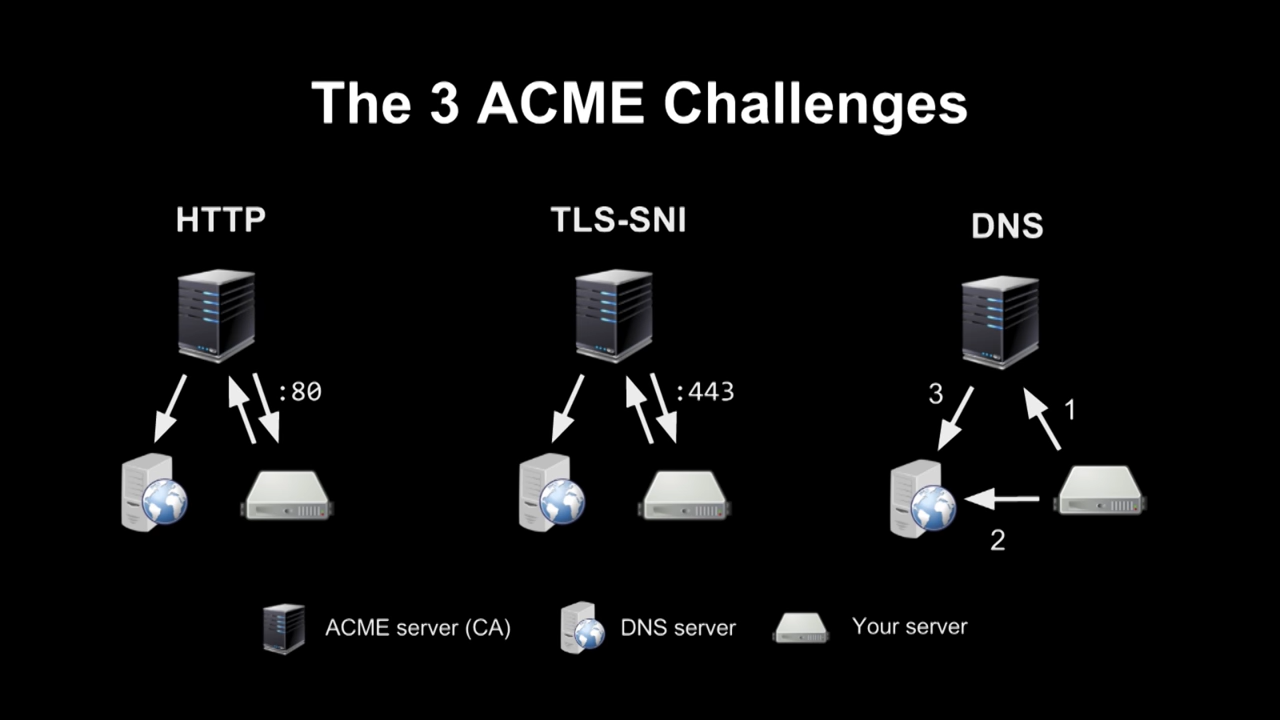 The 3 ACME Challenges
HTTP
TLS-SNI
DNS
:80
:443
3
1
2
ACME server (CA)
DNS server
Your server